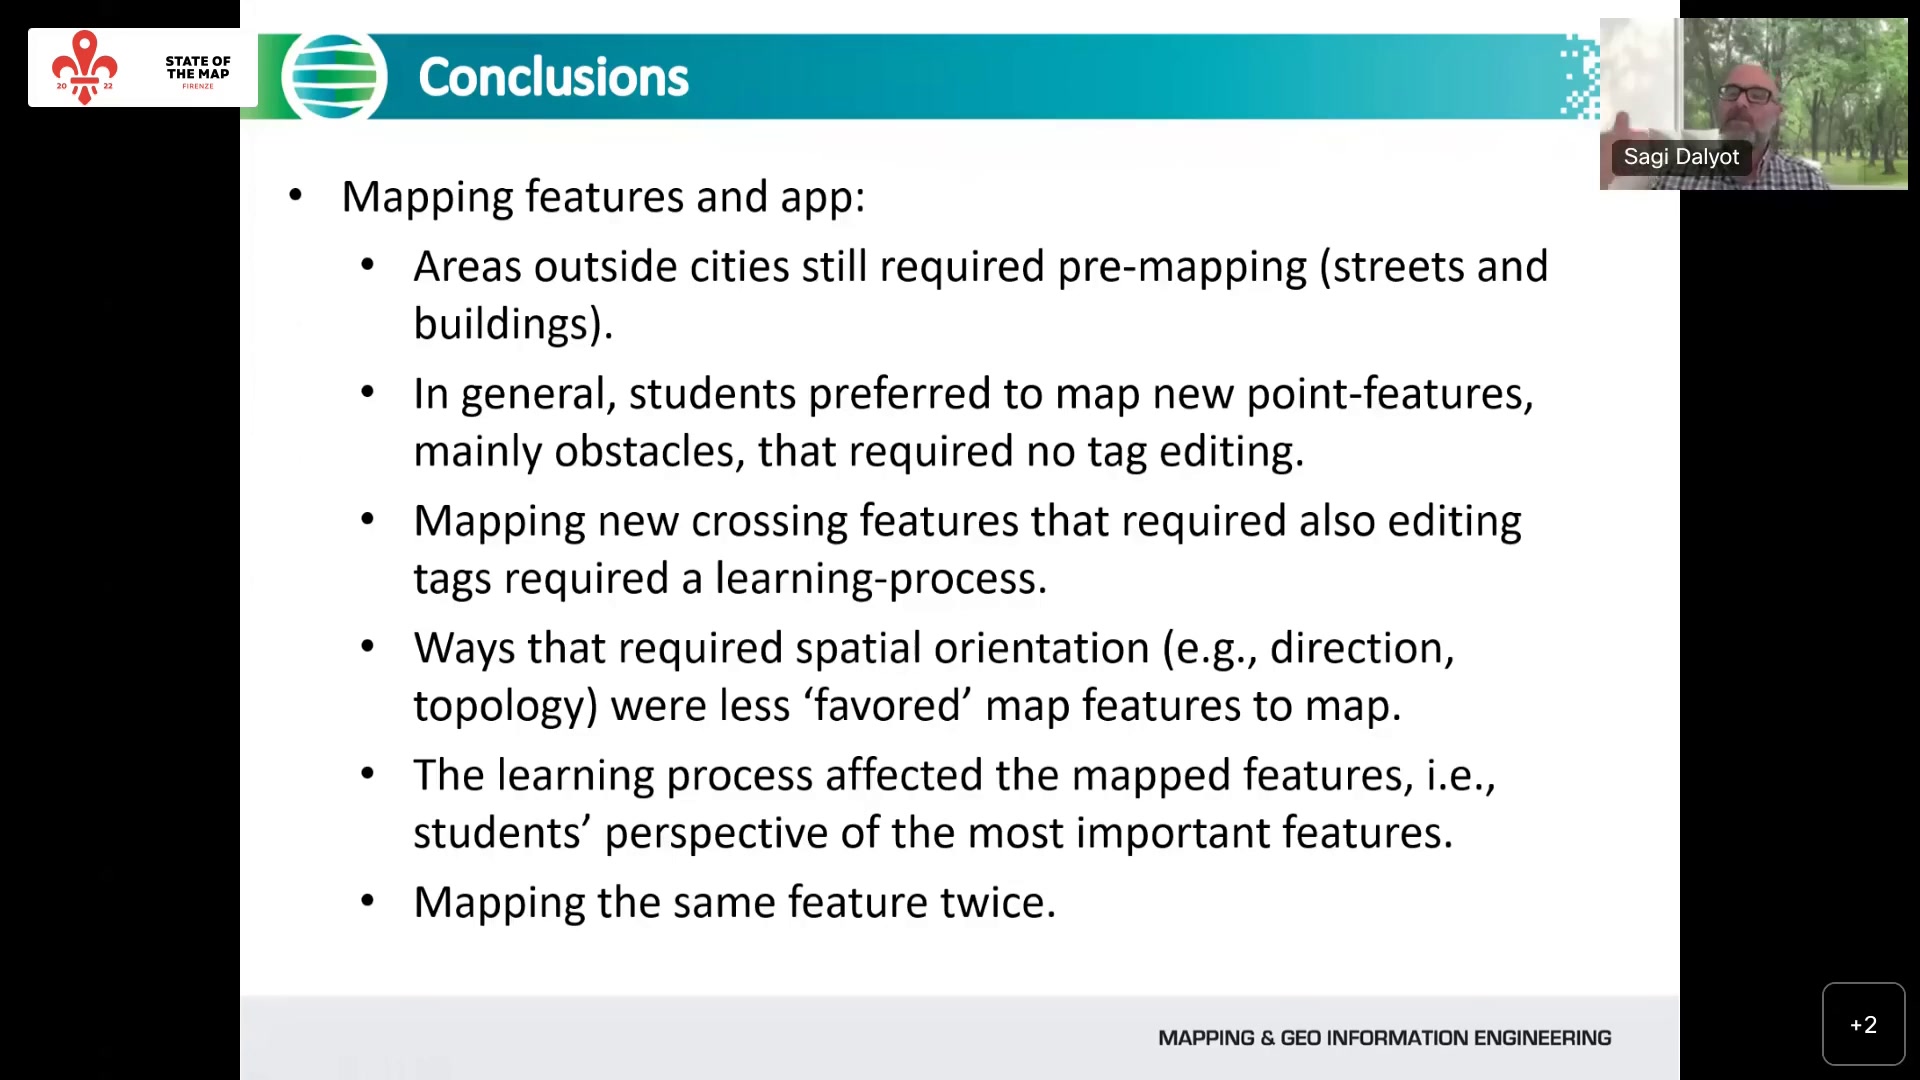 20 22
STATE OF
THE MAP
FIRENZE
Conclusions
Sagi Dalyot
• Mapping features and app:
• Areas outside cities still required pre-mapping (streets and
buildings).
• In general, students preferred to map new point-features,
mainly obstacles, that required no tag editing.
• Mapping new crossing features that required also editing
tags required a learning-process.
• Ways that required spatial orientation (e.g., direction,
topology) were less ‘favored’ map features to map.
• The learning process affected the mapped features, i.e.,
students’ perspective of the most important features.
• Mapping the same feature twice.
MAPPING & GEO INFORMATION ENGINEERING
+2